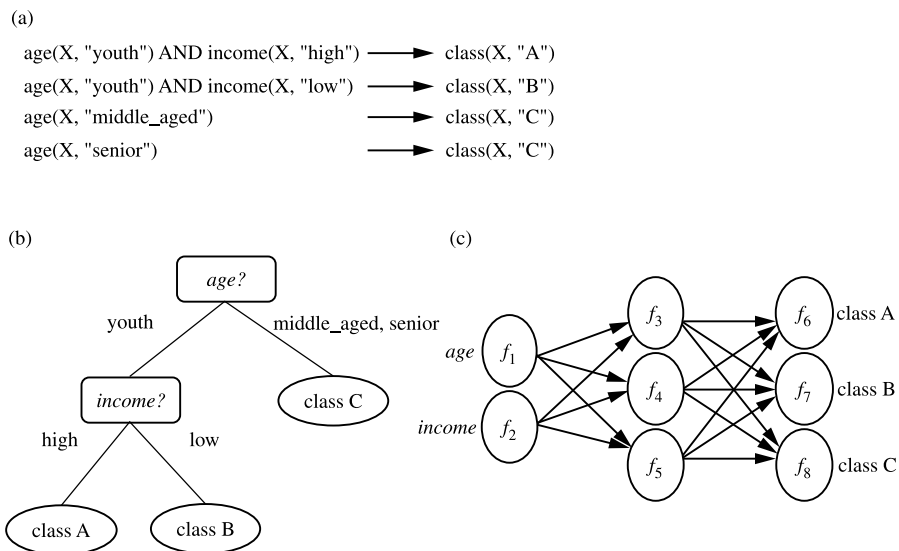 (a)
age(X, "youth") AND income(X, "high") class(X, "A")
age(X, "youth") AND income(X, "low") class(X, "B")
age(X, "middle_aged") class(X, "C")
age(X, "senior") class(X, "C")
(b)
age?
youth
middle_aged, senior
income?
class C
high
low
class A
class B
(c)
age
income
f1
f2
f3
f4
f5
f6
f7
f8
class A
class B
class C